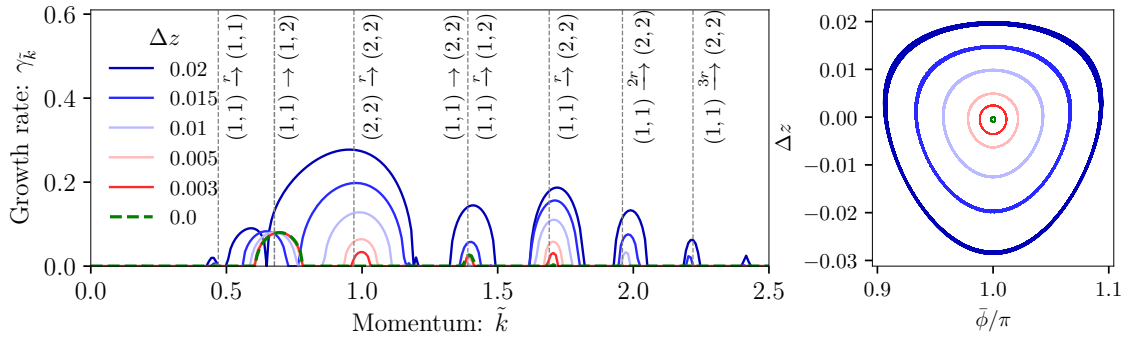 Growth rate: γ_k̃
0.6
0.4
0.2
0.0
Δz
0.02
0.015
0.01
0.005
0.003
0.0
(1, 1) →^r (1, 1)
(1, 1) → (1, 2)
(2, 2) →^r (2, 2)
(1, 1) → (2, 2)
(1, 1) →^r (1, 2)
(1, 1) →^r (2, 2)
(1, 1) →^{2r} (2, 2)
(1, 1) →^{3r} (2, 2)
0.0 0.5 1.0 1.5 2.0 2.5
Momentum: k̃
Δz
0.02
0.01
0.00
−0.01
−0.02
−0.03
0.9 1.0 1.1
ϕ̄/π